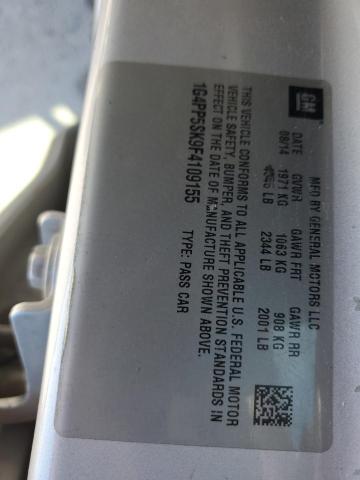 GM
MFG BY GENERAL MOTORS LLC
DATE GVWR GAWR FRT GAWR RR
08/14 1971 KG 1063 KG 908 KG
LB 2344 LB 2001 LB
THIS VEHICLE CONFORMS TO ALL APPLICABLE U.S. FEDERAL MOTOR
VEHICLE SAFETY, BUMPER, AND THEFT PREVENTION STANDARDS IN
EFFECT ON THE DATE OF MANUFACTURE SHOWN ABOVE.
1G4PP5SK9F4109155 TYPE: PASS CAR